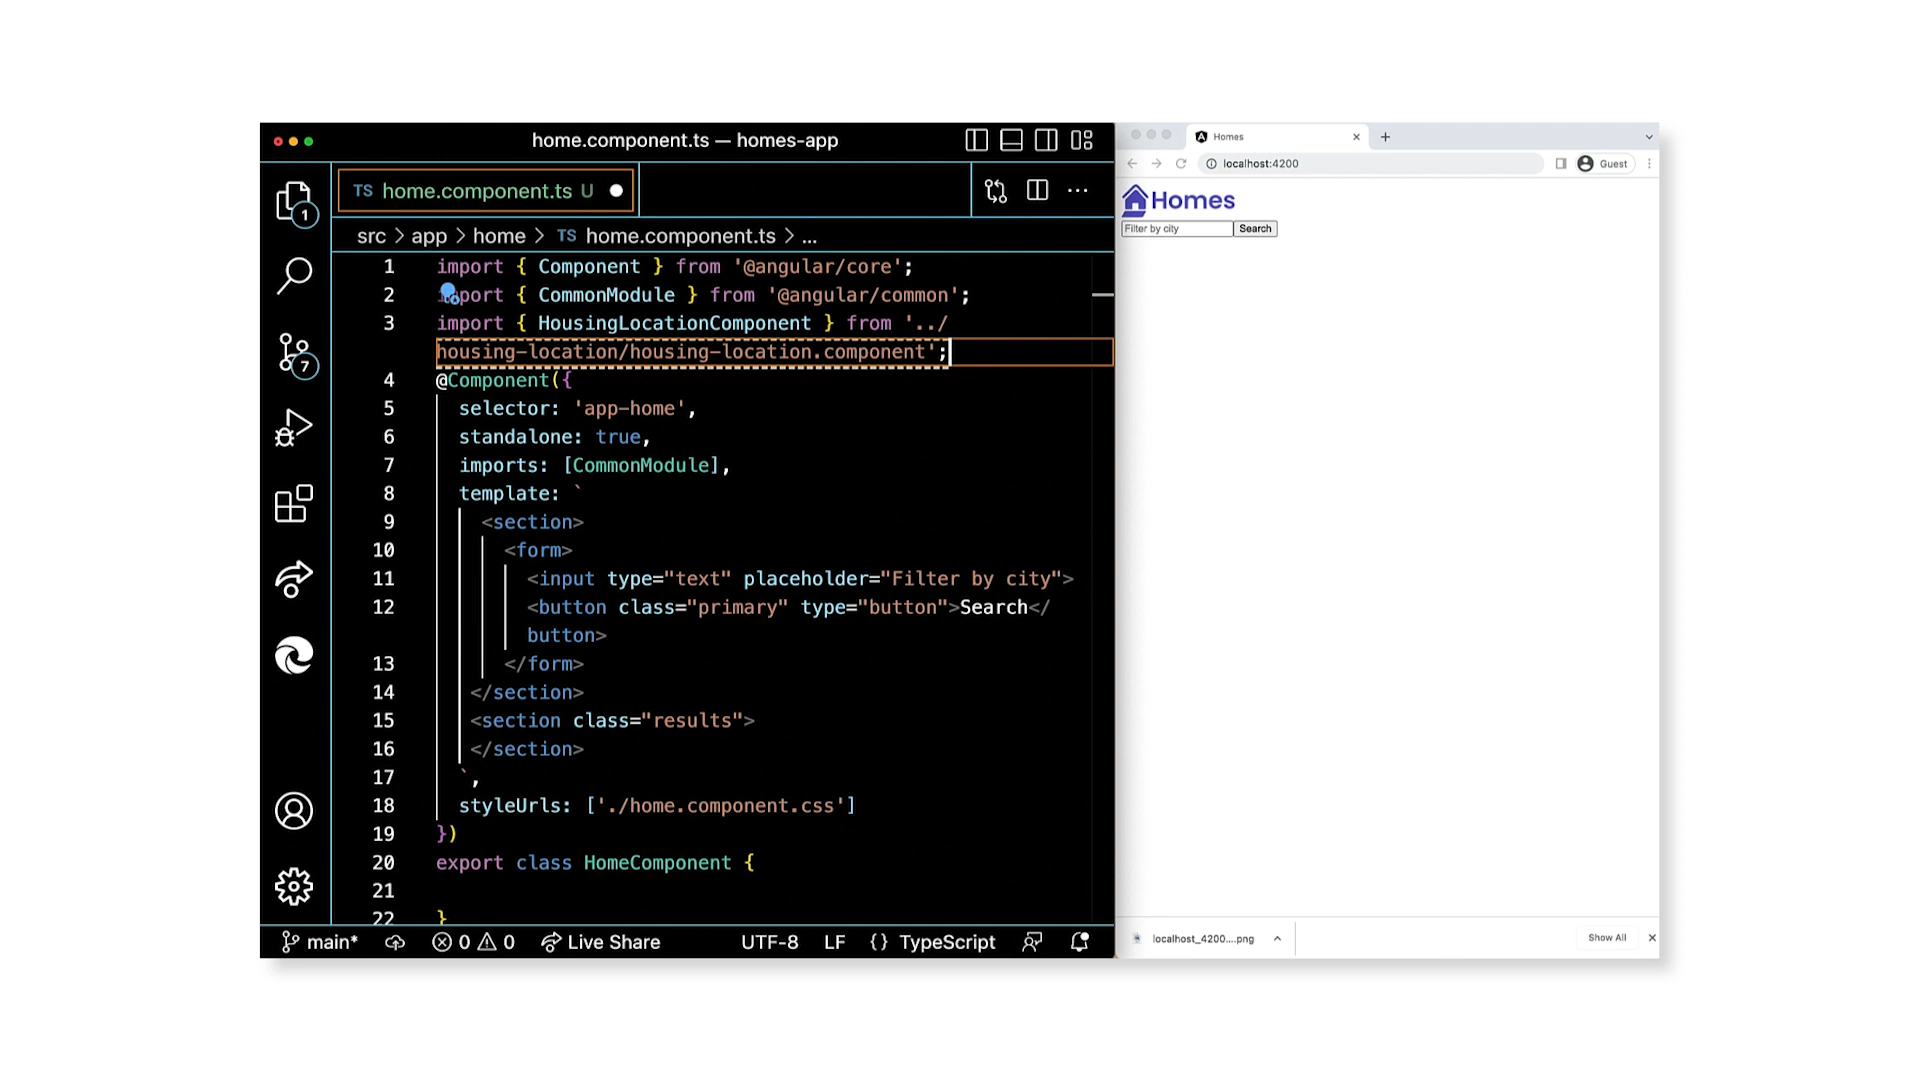 home.component.ts — homes-app
TS home.component.ts U
src > app > home > TS home.component.ts > ...
1 import { Component } from '@angular/core';
2 import { CommonModule } from '@angular/common';
3 import { HousingLocationComponent } from '../
housing-location/housing-location.component';
4 @Component({
5 selector: 'app-home',
6 standalone: true,
7 imports: [CommonModule],
8 template: `
9 <section>
10 <form>
11 <input type="text" placeholder="Filter by city">
12 <button class="primary" type="button">Search</
button>
13 </form>
14 </section>
15 <section class="results">
16 </section>
17 `,
18 styleUrls: ['./home.component.css']
19 })
20 export class HomeComponent {
21
22 }
1
7
main* 0 0 Live Share UTF-8 LF {} TypeScript
Homes
localhost:4200
Guest
Homes
Filter by city Search
localhost_4200....png
Show All